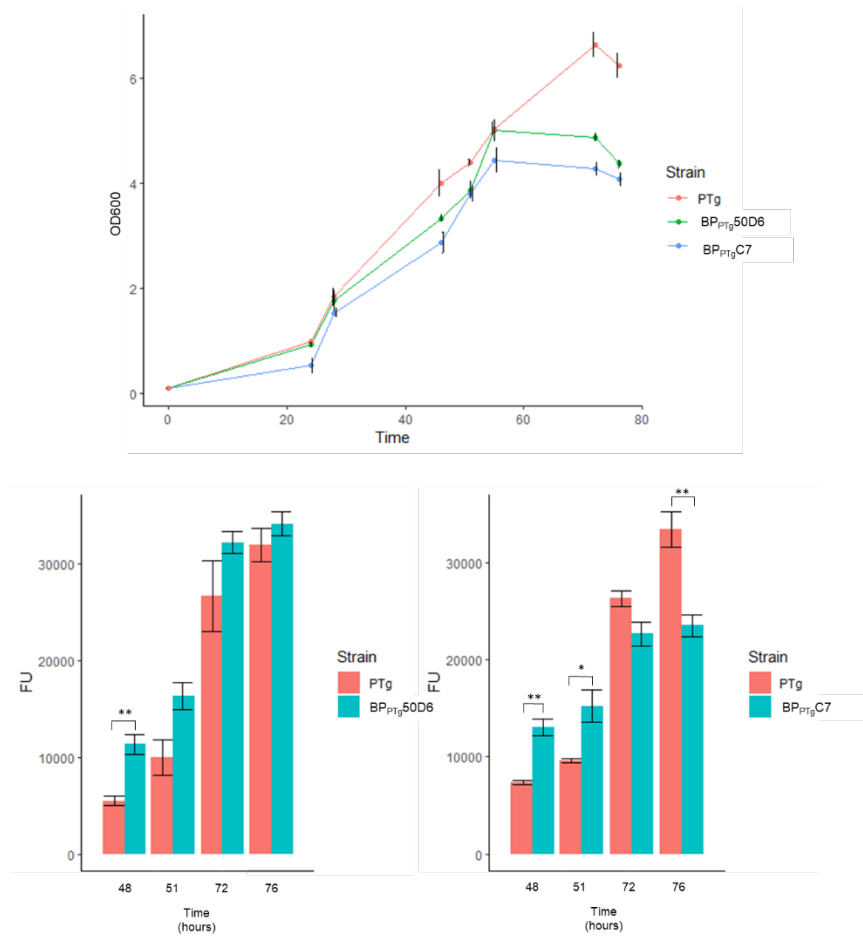 6
4
2
0
OD600
0 20 40 60 80
Time
Strain
PTg
BPPTg50D6
BPPTgC7
30000
20000
10000
0
FU
**
48 51 72 76
Time
(hours)
Strain
PTg
BPPTg50D6
30000
20000
10000
0
FU
**
*
**
48 51 72 76
Time
(hours)
Strain
PTg
BPPTgC7